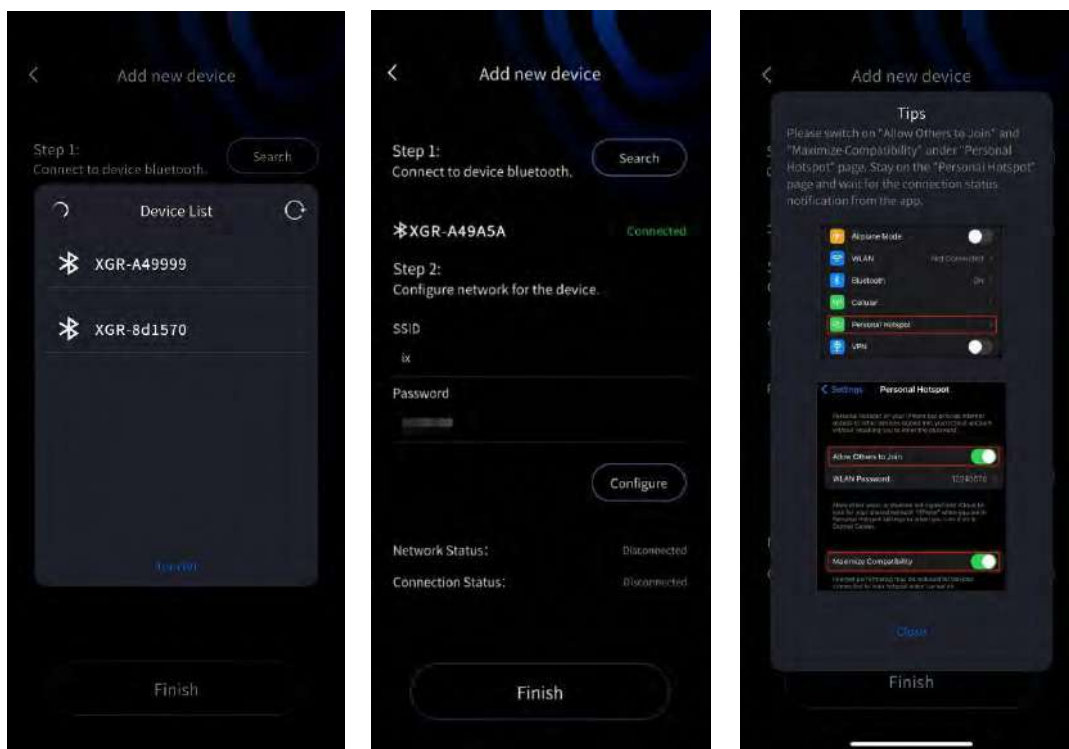 Add new device
Step 1:
Search
Connect to device bluetooth.
Device List
XGR-A49999
XGR-8d1570
Finish
Add new device
Step 1:
Connect to device bluetooth.
Search
XGR-A49A5A
Connected
Step 2:
Configure network for the device.
SSID
ix
Password
Configure
Network Status:
Disconnected
Connection Status:
Disconnected
Finish
Add new device
Tips
Please switch on "Allow Others to Join" and
"Maximize Compatibility" under "Personal
Hotspot" page. Stay on the "Personal Hotspot"
page and wait for the connection status
notification from the app.
Airplane Mode
WLAN
Not Connected
Bluetooth
On
Cellular
Personal Hotspot
VPN
Settings
Personal Hotspot
Allow Others to Join
WLAN Password
Maximize Compatibility
Close
Finish